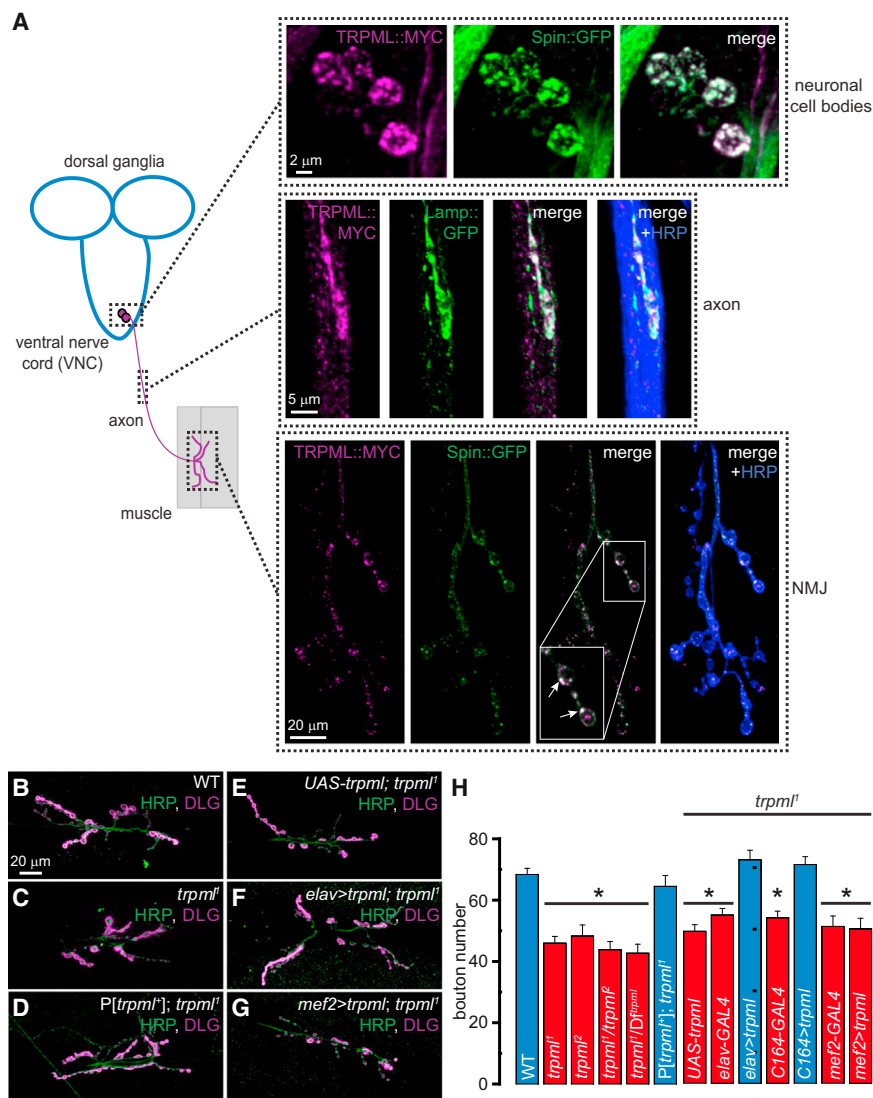 A
TRPML::MYC
Spin::GFP
merge
neuronal
cell bodies
2 μm
dorsal ganglia
ventral nerve
cord (VNC)
axon
muscle
TRPML::
MYC
Lamp::
GFP
merge
merge
+HRP
axon
5 μm
TRPML::MYC
Spin::GFP
merge
merge
+HRP
NMJ
20 μm
B
WT
HRP, DLG
20 μm
C
trpml¹
HRP, DLG
D
P[trpml⁺]; trpml¹
HRP, DLG
E
UAS-trpml; trpml¹
HRP, DLG
F
elav>trpml; trpml¹
HRP, DLG
G
mef2>trpml; trpml¹
HRP, DLG
H
trpml¹
bouton number
80
60
40
20
0
* * * *
WT
trpml¹
trpml²
trpml¹/trpml²
trpml¹/Df^trpml
P[trpml⁺]; trpml¹
UAS-trpml
elav-GAL4
elav>trpml
C164-GAL4
C164>trpml
mef2-GAL4
mef2>trpml